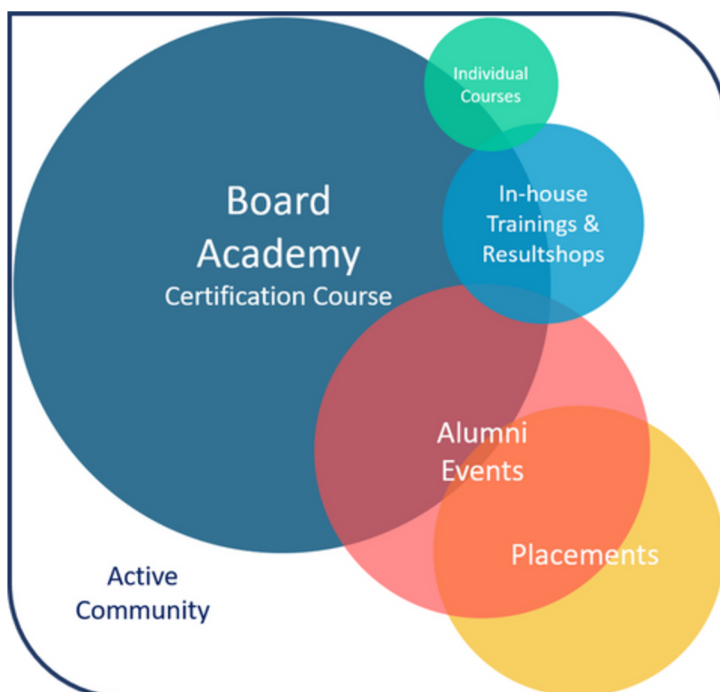 Individual
Courses
Board
Academy
Certification Course
In-house
Trainings &
Resultshops
Alumni
Events
Placements
Active
Community